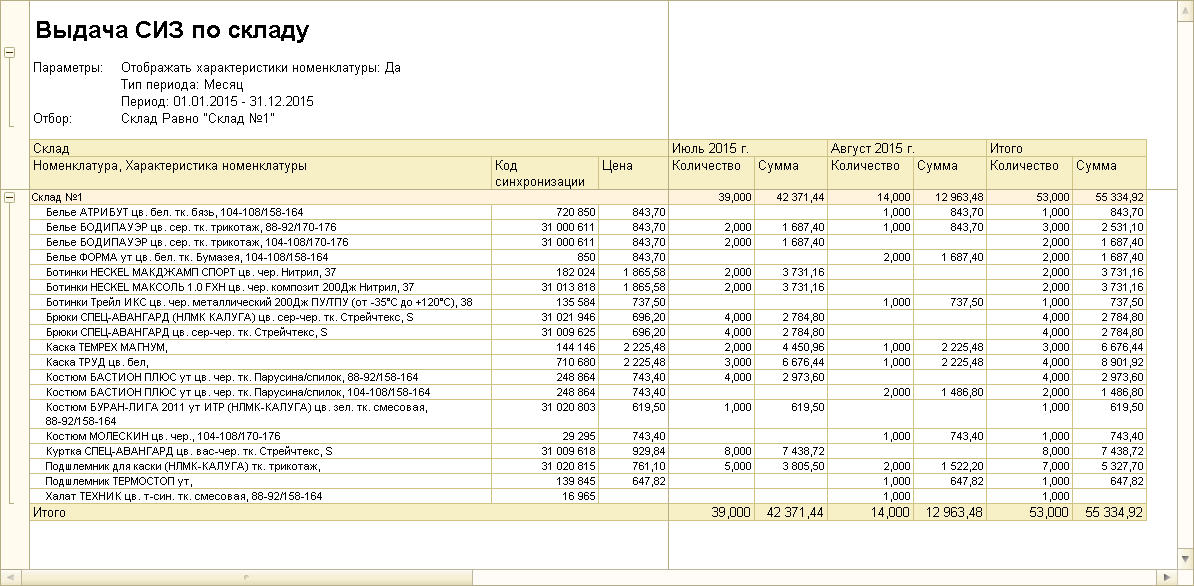 Выдача СИЗ по складу
Параметры: Отображать характеристики номенклатуры: Да
Тип периода: Месяц
Период: 01.01.2015 - 31.12.2015
Отбор: Склад Равно "Склад №1"
Склад Июль 2015 г. Август 2015 г. Итого
Номенклатура, Характеристика номенклатуры Код синхронизации Цена Количество Сумма Количество Сумма Количество Сумма
Склад №1 39,000 42 371,44 14,000 12 963,48 53,000 55 334,92
Белье АТРИБУТ цв. бел. тк. бязь, 104-108/158-164 720 850 843,70 1,000 843,70 1,000 843,70
Белье БОДИПАУЭР цв. сер. тк. трикотаж, 88-92/170-176 31 000 611 843,70 2,000 1 687,40 1,000 843,70 3,000 2 531,10
Белье БОДИПАУЭР цв. сер. тк. трикотаж, 104-108/170-176 31 000 611 843,70 2,000 1 687,40 2,000 1 687,40
Белье ФОРМА ут цв. бел. тк. Бумазея, 104-108/158-164 850 843,70 2,000 1 687,40 2,000 1 687,40
Ботинки HECKEL МАКДЖАМП СПОРТ цв. чер. Нитрил, 37 182 024 1 865,58 2,000 3 731,16 2,000 3 731,16
Ботинки HECKEL МАКСОЛЬ 1.0 FXH цв. чер. композит 200Дж Нитрил, 37 31 013 818 1 865,58 2,000 3 731,16 2,000 3 731,16
Ботинки Трейл ИКС цв. чер. металлический 200Дж ПУ/ТПУ (от -35°С до +120°С), 38 135 584 737,50 1,000 737,50 1,000 737,50
Брюки СПЕЦ-АВАНГАРД (НЛМК КАЛУГА) цв. сер-чер. тк. Стрейчтекс, S 31 021 946 696,20 4,000 2 784,80 4,000 2 784,80
Брюки СПЕЦ-АВАНГАРД цв. сер-чер. тк. Стрейчтекс, S 31 009 625 696,20 4,000 2 784,80 4,000 2 784,80
Каска ТЕМРЕХ МАГНУМ, 144 146 2 225,48 2,000 4 450,96 1,000 2 225,48 3,000 6 676,44
Каска ТРУД цв. бел, 710 680 2 225,48 3,000 6 676,44 1,000 2 225,48 4,000 8 901,92
Костюм БАСТИОН ПЛЮС ут цв. чер. тк. Парусина/спилок, 88-92/158-164 248 864 743,40 4,000 2 973,60 4,000 2 973,60
Костюм БАСТИОН ПЛЮС ут цв. чер. тк. Парусина/спилок, 104-108/158-164 248 864 743,40 2,000 1 486,80 2,000 1 486,80
Костюм БУРАН-ЛИГА 2011 ут ИТР (НЛМК-КАЛУГА) цв. зел. тк. смесовая, 31 020 803 619,50 1,000 619,50 1,000 619,50
88-92/158-164
Костюм МОЛЕСКИН цв. чер., 104-108/170-176 29 295 743,40 1,000 743,40 1,000 743,40
Куртка СПЕЦ-АВАНГАРД цв. вас-чер. тк. Стрейчтекс, S 31 009 618 929,84 8,000 7 438,72 8,000 7 438,72
Подшлемник для каски (НЛМК-КАЛУГА) тк. трикотаж, 31 020 815 761,10 5,000 3 805,50 2,000 1 522,20 7,000 5 327,70
Подшлемник ТЕРМОСТОП ут, 139 845 647,82 1,000 647,82 1,000 647,82
Халат ТЕХНИК цв. т-син. тк. смесовая, 88-92/158-164 16 965 1,000 1,000
Итого 39,000 42 371,44 14,000 12 963,48 53,000 55 334,92